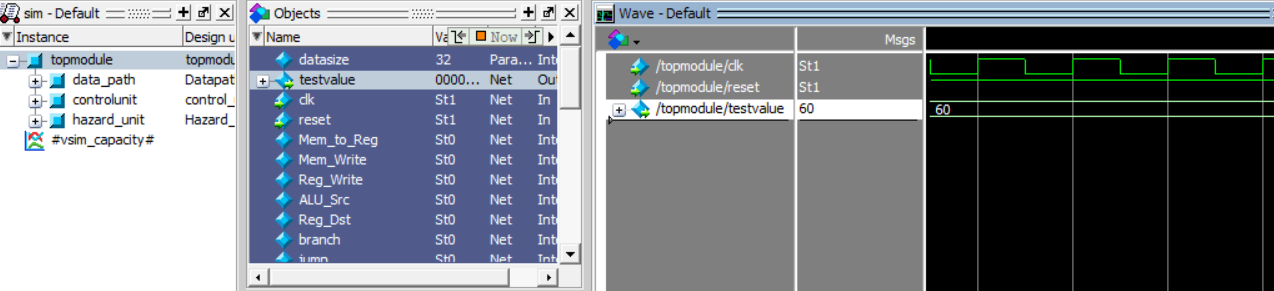 sim - Default
Instance Design u
topmodule topmodu
data_path Datapat
controlunit control_
hazard_unit Hazard_
#vsim_capacity#
Objects
Name Va Now
datasize 32 Para... Inte
testvalue 0000... Net Ou
clk St1 Net In
reset St1 Net In
Mem_to_Reg St0 Net Inte
Mem_Write St0 Net Inte
Reg_Write St0 Net Inte
ALU_Src St0 Net Inte
Reg_Dst St0 Net Inte
branch St0 Net Inte
jump St0 Net Inte
Wave - Default
Msgs
/topmodule/clk St1
/topmodule/reset St1
/topmodule/testvalue 60 60